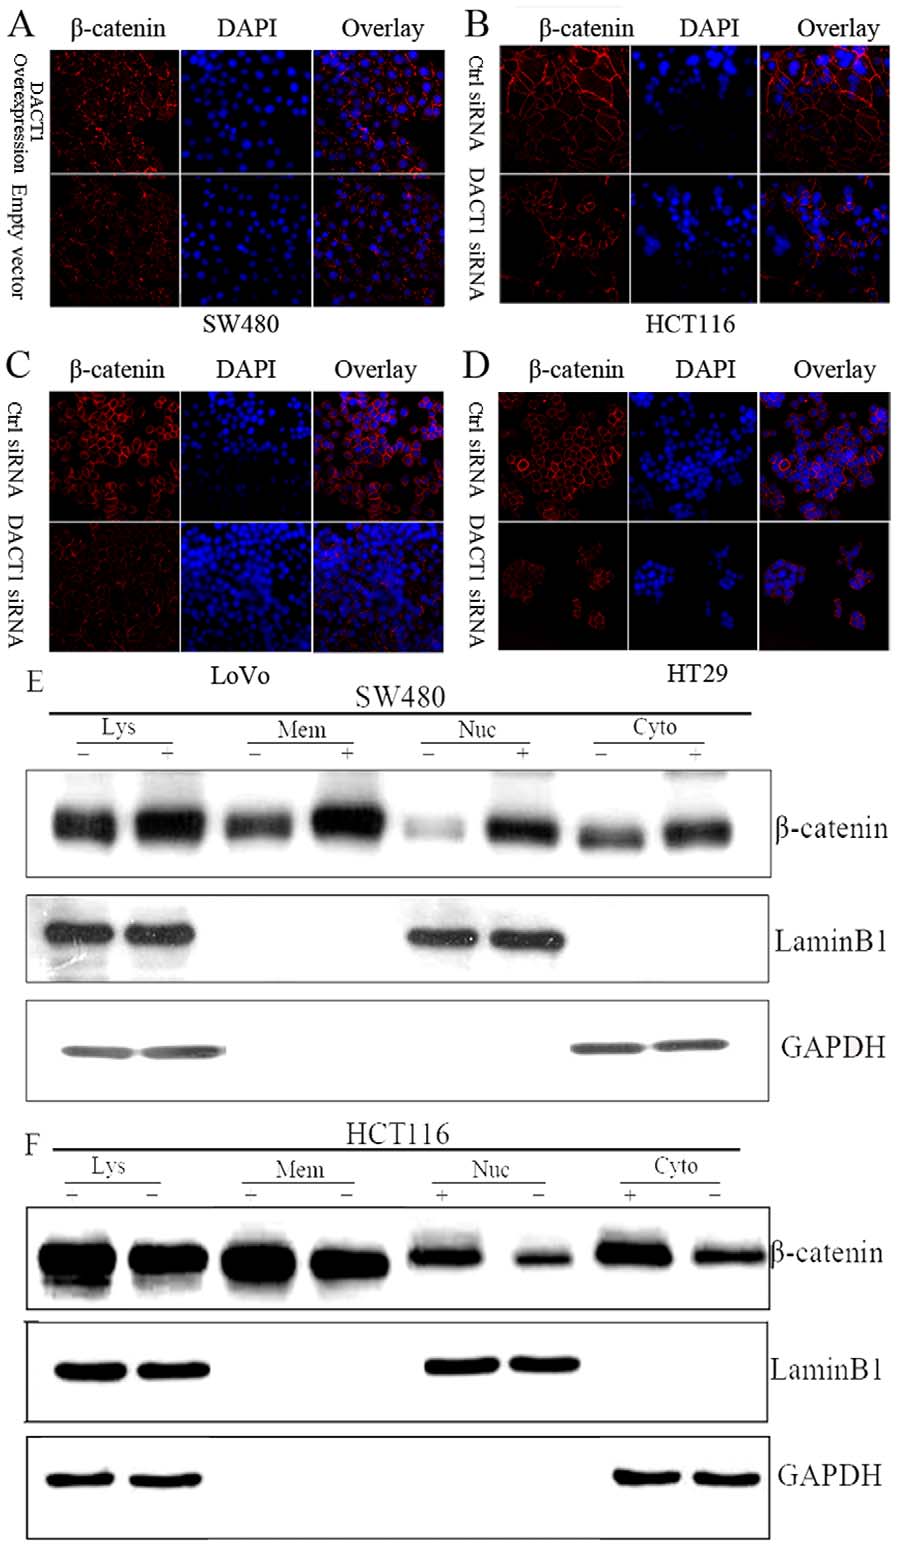 A
β-catenin DAPI Overlay
DACT1
Overexpression
Empty vector
SW480
B
β-catenin DAPI Overlay
Ctrl siRNA
DACT1 siRNA
HCT116
C
β-catenin DAPI Overlay
Ctrl siRNA
DACT1 siRNA
LoVo
D
β-catenin DAPI Overlay
Ctrl siRNA
DACT1 siRNA
HT29
E
SW480
Lys Mem Nuc Cyto
− + − + − + − +
β-catenin
LaminB1
GAPDH
F
HCT116
Lys Mem Nuc Cyto
− − − − + − + −
β-catenin
LaminB1
GAPDH